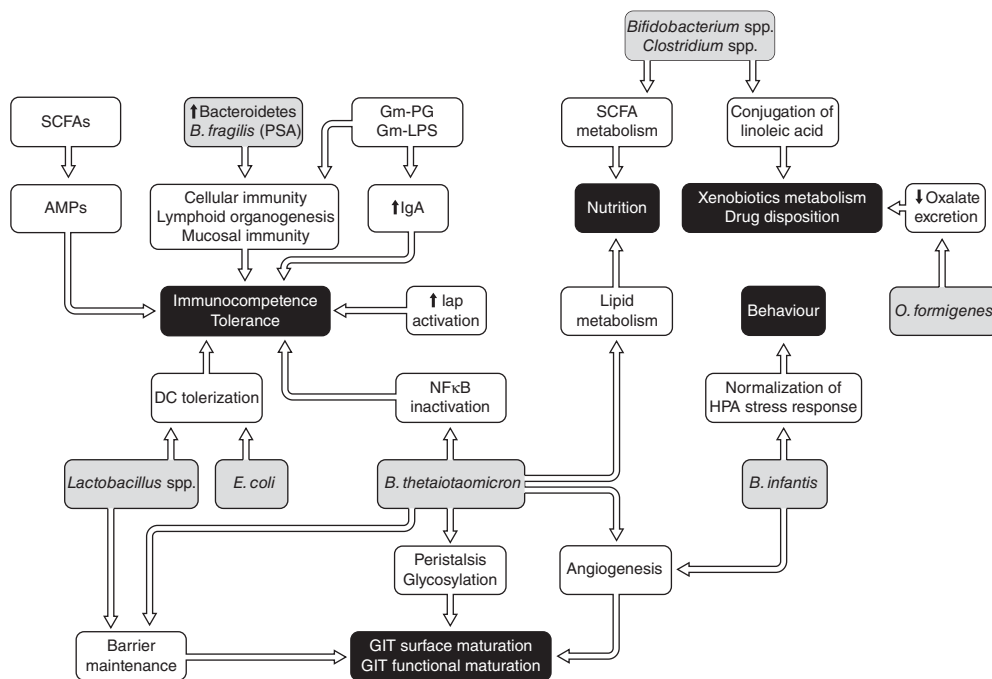 Bifidobacterium spp.
Clostridium spp.
SCFAs
↑Bacteroidetes
B. fragilis (PSA)
Gm-PG
Gm-LPS
SCFA
metabolism
Conjugation of
linoleic acid
AMPs
Cellular immunity
Lymphoid organogenesis
Mucosal immunity
↑IgA
Nutrition
Xenobiotics metabolism
Drug disposition
↓Oxalate
excretion
Immunocompetence
Tolerance
↑ Iap
activation
Lipid
metabolism
Behaviour
O. formigenes
DC tolerization
NFκB
inactivation
Normalization of
HPA stress response
Lactobacillus spp.
E. coli
B. thetaiotaomicron
B. infantis
Peristalsis
Glycosylation
Angiogenesis
Barrier
maintenance
GIT surface maturation
GIT functional maturation